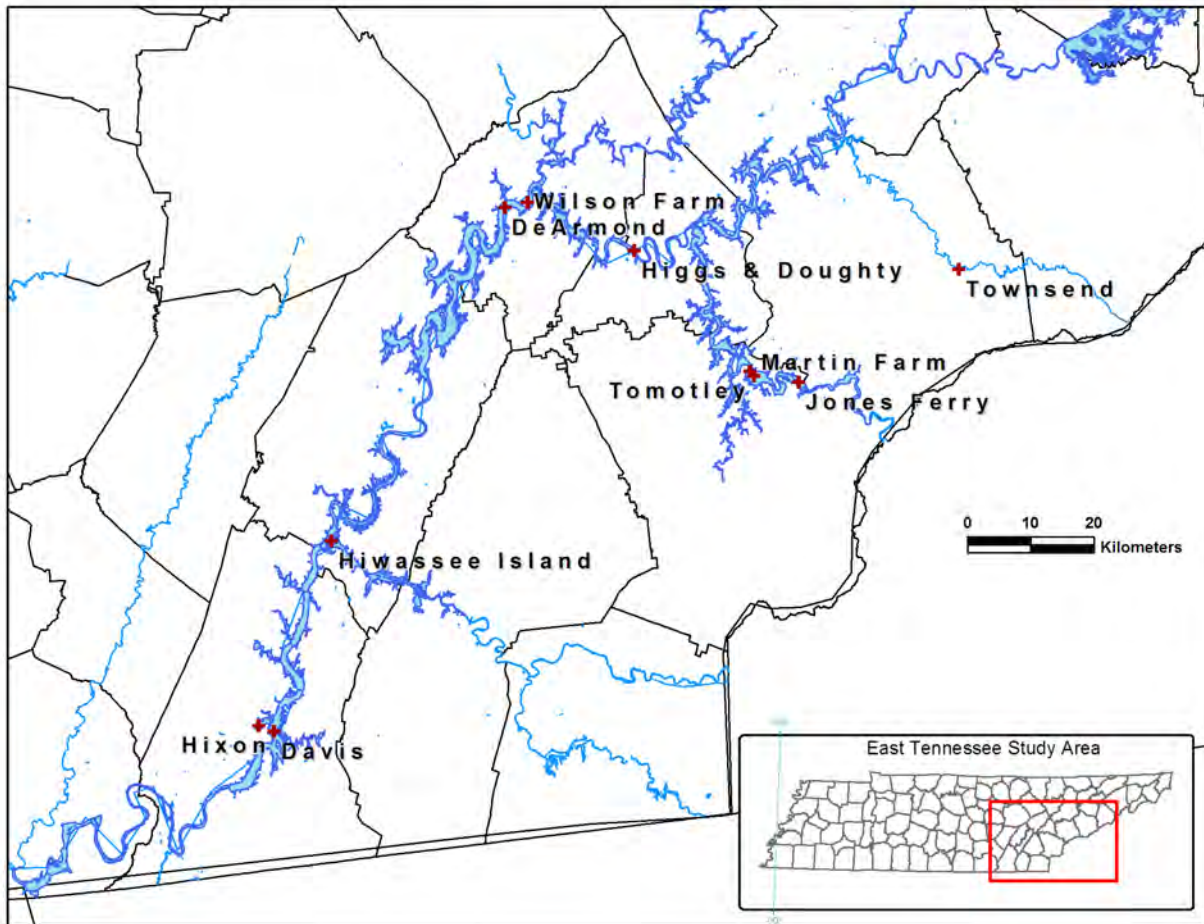 Wilson Farm
DeArmond
Higgs & Doughty
Townsend
Martin Farm
Tomotley
Jones Ferry
0 10 20
Kilometers
Hiwassee Island
Hixon
Davis
East Tennessee Study Area